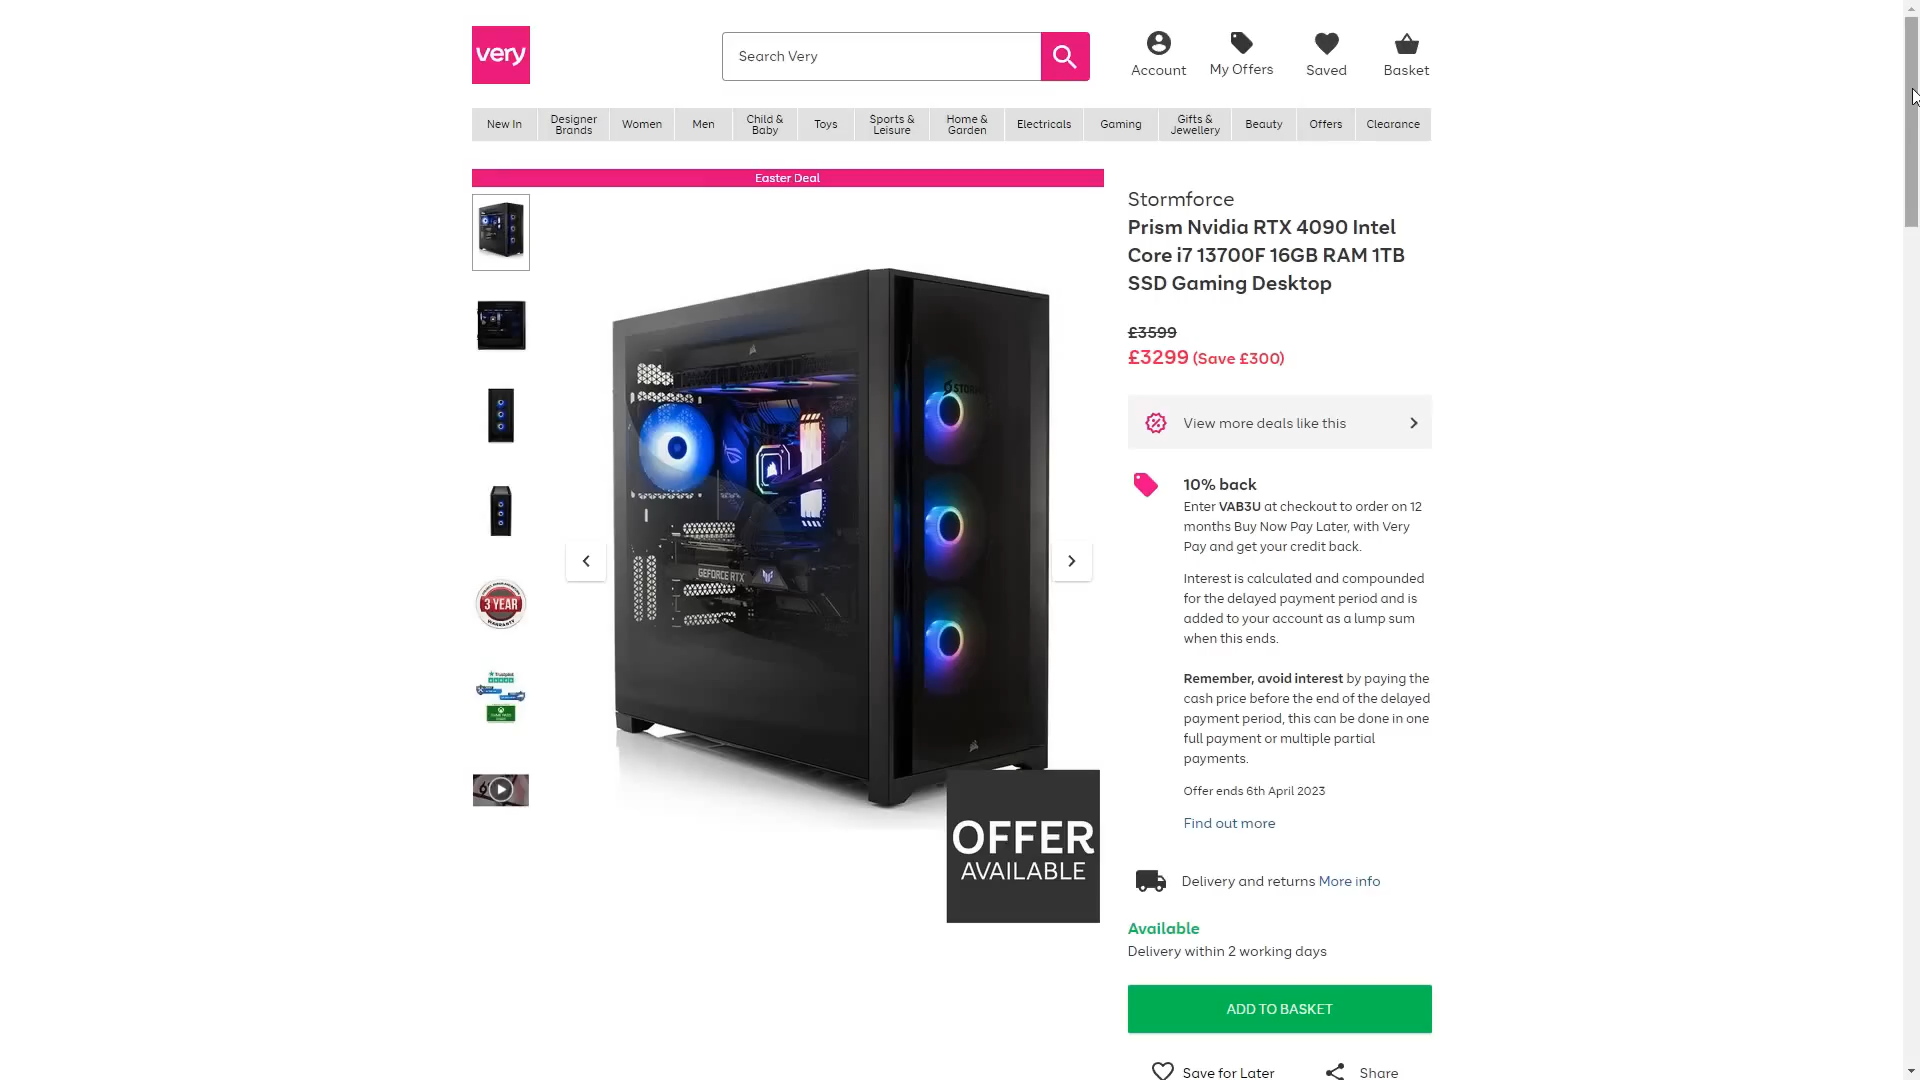 very
Search Very
Account
My Offers
Saved
Basket
New In
Designer
Brands
Women
Men
Child &
Baby
Toys
Sports &
Leisure
Home &
Garden
Electricals
Gaming
Gifts &
Jewellery
Beauty
Offers
Clearance
Easter Deal
Stormforce
Prism Nvidia RTX 4090 Intel
Core i7 13700F 16GB RAM 1TB
SSD Gaming Desktop
£3599
£3299 (Save £300)
View more deals like this
10% back
Enter VAB3U at checkout to order on 12
months Buy Now Pay Later, with Very
Pay and get your credit back.
Interest is calculated and compounded
for the delayed payment period and is
added to your account as a lump sum
when this ends.
Remember, avoid interest by paying the
cash price before the end of the delayed
payment period, this can be done in one
full payment or multiple partial
payments.
Offer ends 6th April 2023
Find out more
Delivery and returns More info
Available
Delivery within 2 working days
ADD TO BASKET
Save for Later
Share
GEFORCE RTX
3 YEAR
WARRANTY
Trustpilot
OFFER
AVAILABLE